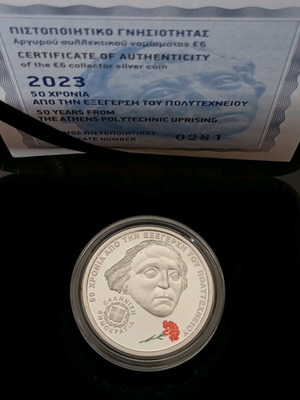 ΠΙΣΤΟΠΟΙΗΤΙΚΟ ΓΝΗΣΙΟΤΗΤΑΣ
Αργυρού συλλεκτικού νομίσματος €6
CERTIFICATE OF AUTHENTICITY
of the €6 collector silver coin
2023
50 ΧΡΟΝΙΑ
ΑΠΟ ΤΗΝ ΕΞΕΓΕΡΣΗ ΤΟΥ ΠΟΛΥΤΕΧΝΕΙΟΥ
50 YEARS FROM
THE ATHENS POLYTECHNIC UPRISING
ΠΙΣΤΟΠΟΙΗΤΙΚΟΥ
NUMBER 0281
50 ΧΡΟΝΙΑ ΑΠΟ ΤΗΝ ΕΞΕΓΕΡΣΗ ΤΟΥ ΠΟΛΥΤΕΧΝΕΙΟΥ
ΕΛΛΗΝΙΚΗ
ΔΗΜΟΚΡΑΤΙΑ